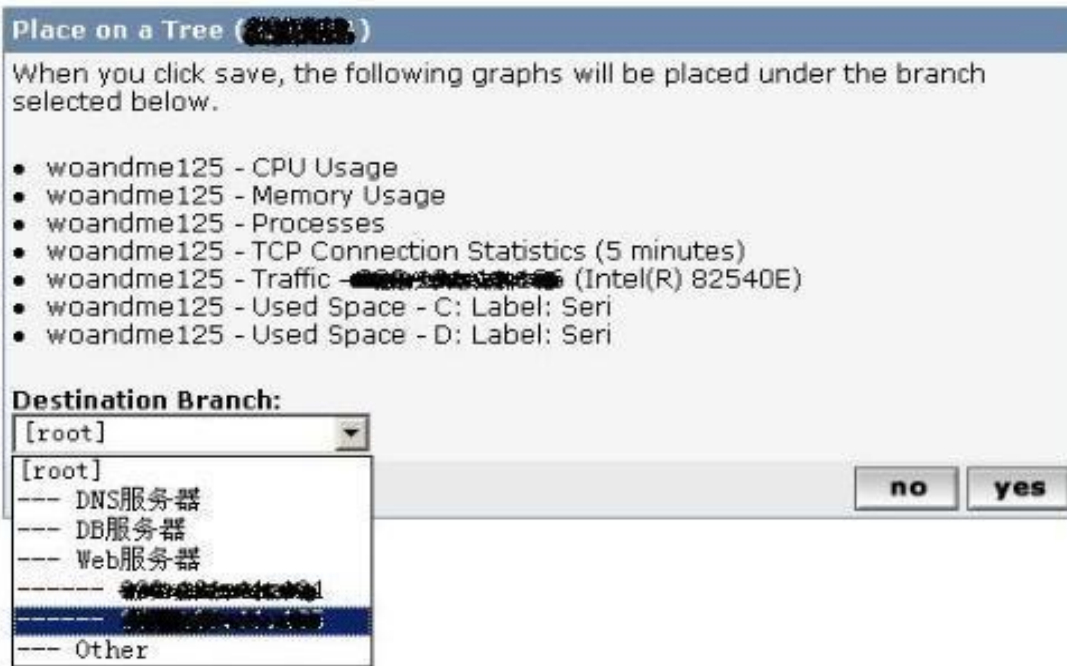 Place on a Tree ( )
When you click save, the following graphs will be placed under the branch
selected below.
• woandme125 - CPU Usage
• woandme125 - Memory Usage
• woandme125 - Processes
• woandme125 - TCP Connection Statistics (5 minutes)
• woandme125 - Traffic - (Intel(R) 82540E)
• woandme125 - Used Space - C: Label: Seri
• woandme125 - Used Space - D: Label: Seri
Destination Branch:
[root]
[root]
--- DNS服务器
--- DB服务器
--- Web服务器
------
------
--- Other
no yes